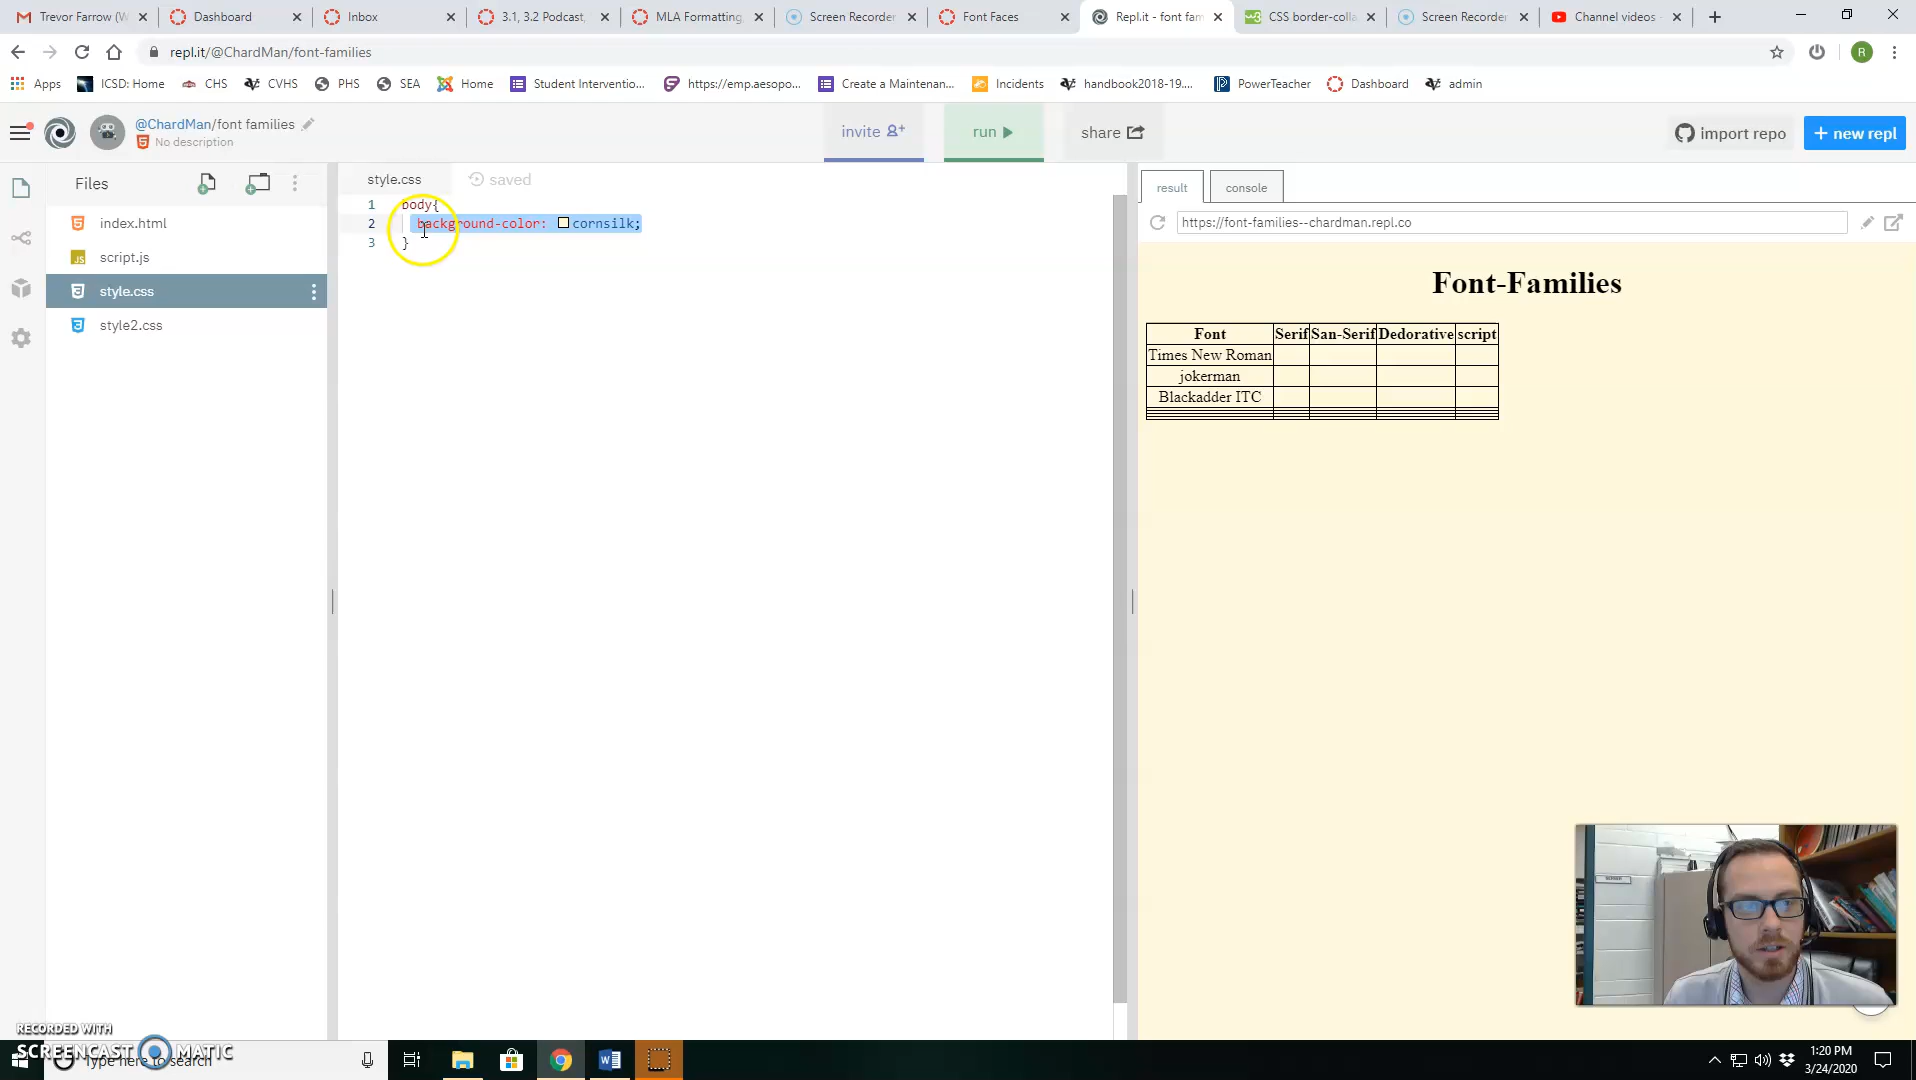 Trevor Farrow (W
Dashboard
Inbox
3.1, 3.2 Podcast,
MLA Formatting,
Screen Recorder
Font Faces
Repl.it - font fam
CSS border-colla
Screen Recorder
Channel videos -
repl.it/@ChardMan/font-families
R
Apps
ICSD: Home
CHS
CVHS
PHS
SEA
Home
Student Interventio...
https://emp.aesopo...
Create a Maintenan...
Incidents
handbook2018-19....
PowerTeacher
Dashboard
admin
@ChardMan/font families
No description
invite
run
share
import repo
+ new repl
Files
index.html
script.js
style.css
style2.css
style.css
saved
1 body{
2 background-color: cornsilk;
3 }
result
console
https://font-families--chardman.repl.co
Font-Families
Font Serif San-Serif Dedorative script
Times New Roman
jokerman
Blackadder ITC
RECORDED WITH
SCREENCAST MATIC
Type here to search
1:20 PM
3/24/2020